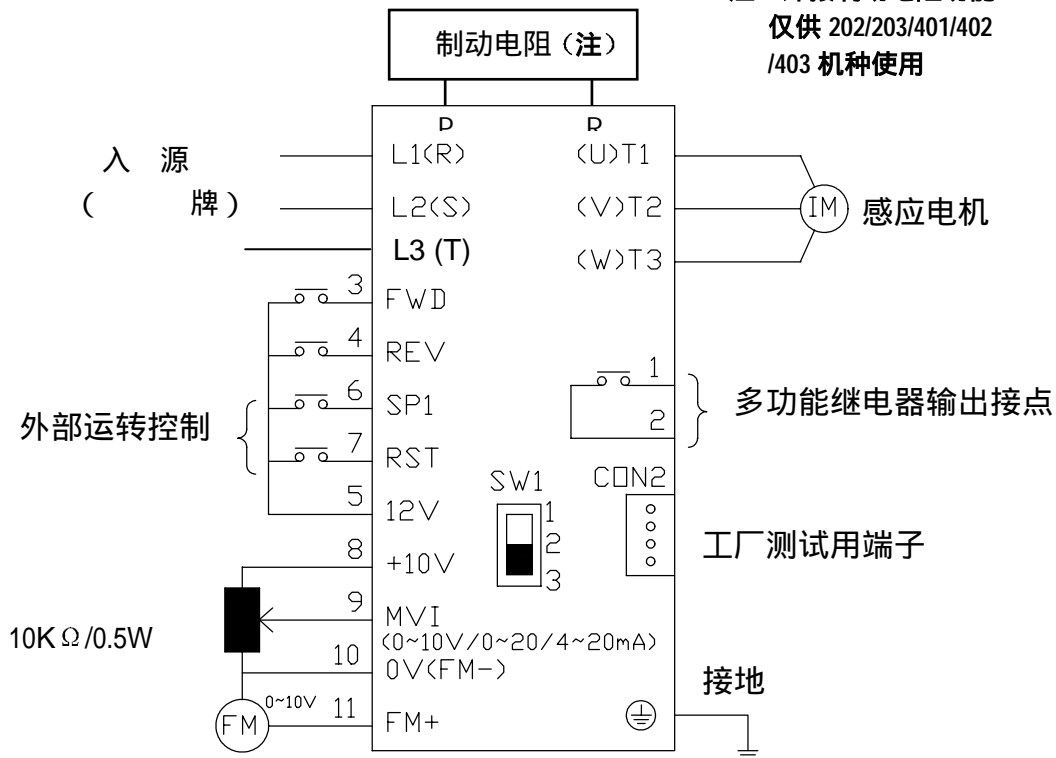 仅供 202/203/401/402
/403 机种使用
制动电阻（注）
L1(R)
(U)T1
入 源
( 牌)
L2(S)
(V)T2
IM
感应电机
L3 (T)
(W)T3
3
FWD
4
REV
1
6
SP1
2
多功能继电器输出接点
外部运转控制
7
RST
SW1
CON2
5
12V
1
2
3
工厂测试用端子
8
+10V
9
MVI
10KΩ/0.5W
(0~10V/0~20/4~20mA)
10
0V(FM-)
接地
FM
0~10V
11
FM+